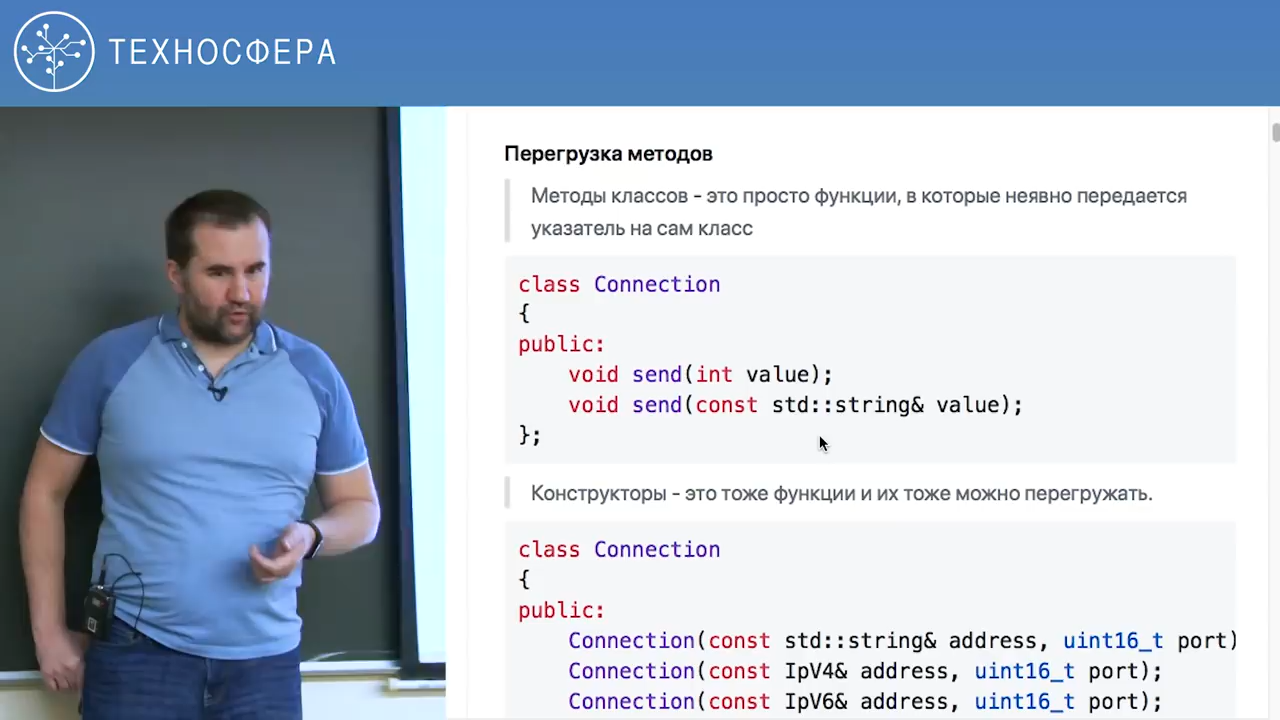 ТЕХНОСФЕРА
Перегрузка методов
Методы классов - это просто функции, в которые неявно передается
указатель на сам класс
class Connection
{
public:
    void send(int value);
    void send(const std::string& value);
};
Конструкторы - это тоже функции и их тоже можно перегружать.
class Connection
{
public:
    Connection(const std::string& address, uint16_t port)
    Connection(const IpV4& address, uint16_t port);
    Connection(const IpV6& address, uint16_t port);